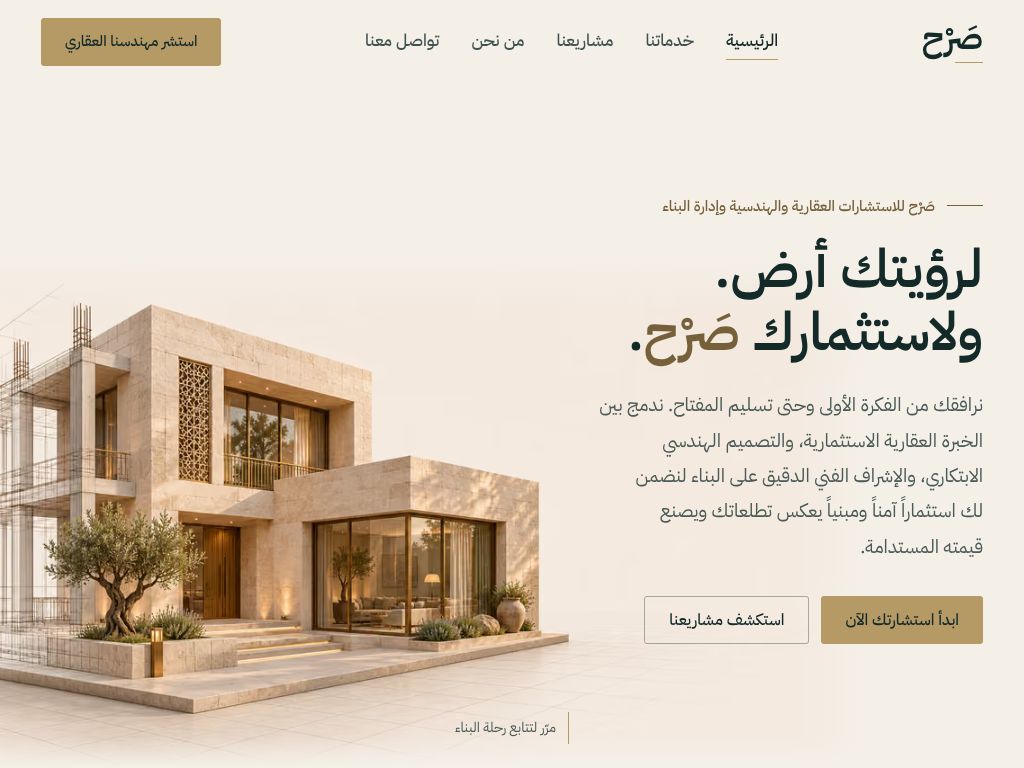 صَرْح
الرئيسية
خدماتنا
مشاريعنا
من نحن
تواصل معنا
استشر مهندسنا العقاري
صَرْح للاستشارات العقارية والهندسية وإدارة البناء
لرؤيتك أرض.
ولاستثمارك صَرْح.
نرافقك من الفكرة الأولى وحتى تسليم المفتاح. ندمج بين
الخبرة العقارية الاستثمارية، والتصميم الهندسي
الابتكاري، والإشراف الفني الدقيق على البناء لنضمن
لك استثماراً آمناً ومبنياً يعكس تطلعاتك ويصنع
قيمته المستدامة.
ابدأ استشارتك الآن
استكشف مشاريعنا
مرّر لتتابع رحلة البناء